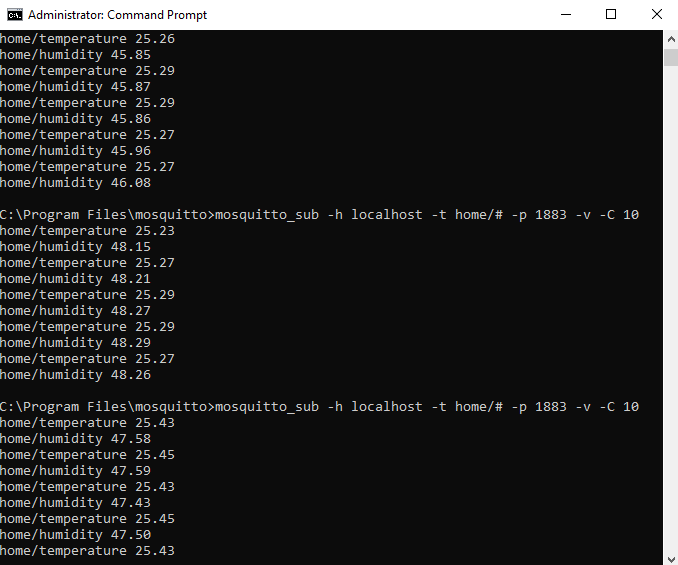 Administrator: Command Prompt
home/temperature 25.26
home/humidity 45.85
home/temperature 25.29
home/humidity 45.87
home/temperature 25.29
home/humidity 45.86
home/temperature 25.27
home/humidity 45.96
home/temperature 25.27
home/humidity 46.08
C:\Program Files\mosquitto>mosquitto_sub -h localhost -t home/# -p 1883 -v -C 10
home/temperature 25.23
home/humidity 48.15
home/temperature 25.27
home/humidity 48.21
home/temperature 25.29
home/humidity 48.27
home/temperature 25.29
home/humidity 48.29
home/temperature 25.27
home/humidity 48.26
C:\Program Files\mosquitto>mosquitto_sub -h localhost -t home/# -p 1883 -v -C 10
home/temperature 25.43
home/humidity 47.58
home/temperature 25.45
home/humidity 47.59
home/temperature 25.43
home/humidity 47.43
home/temperature 25.45
home/humidity 47.50
home/temperature 25.43